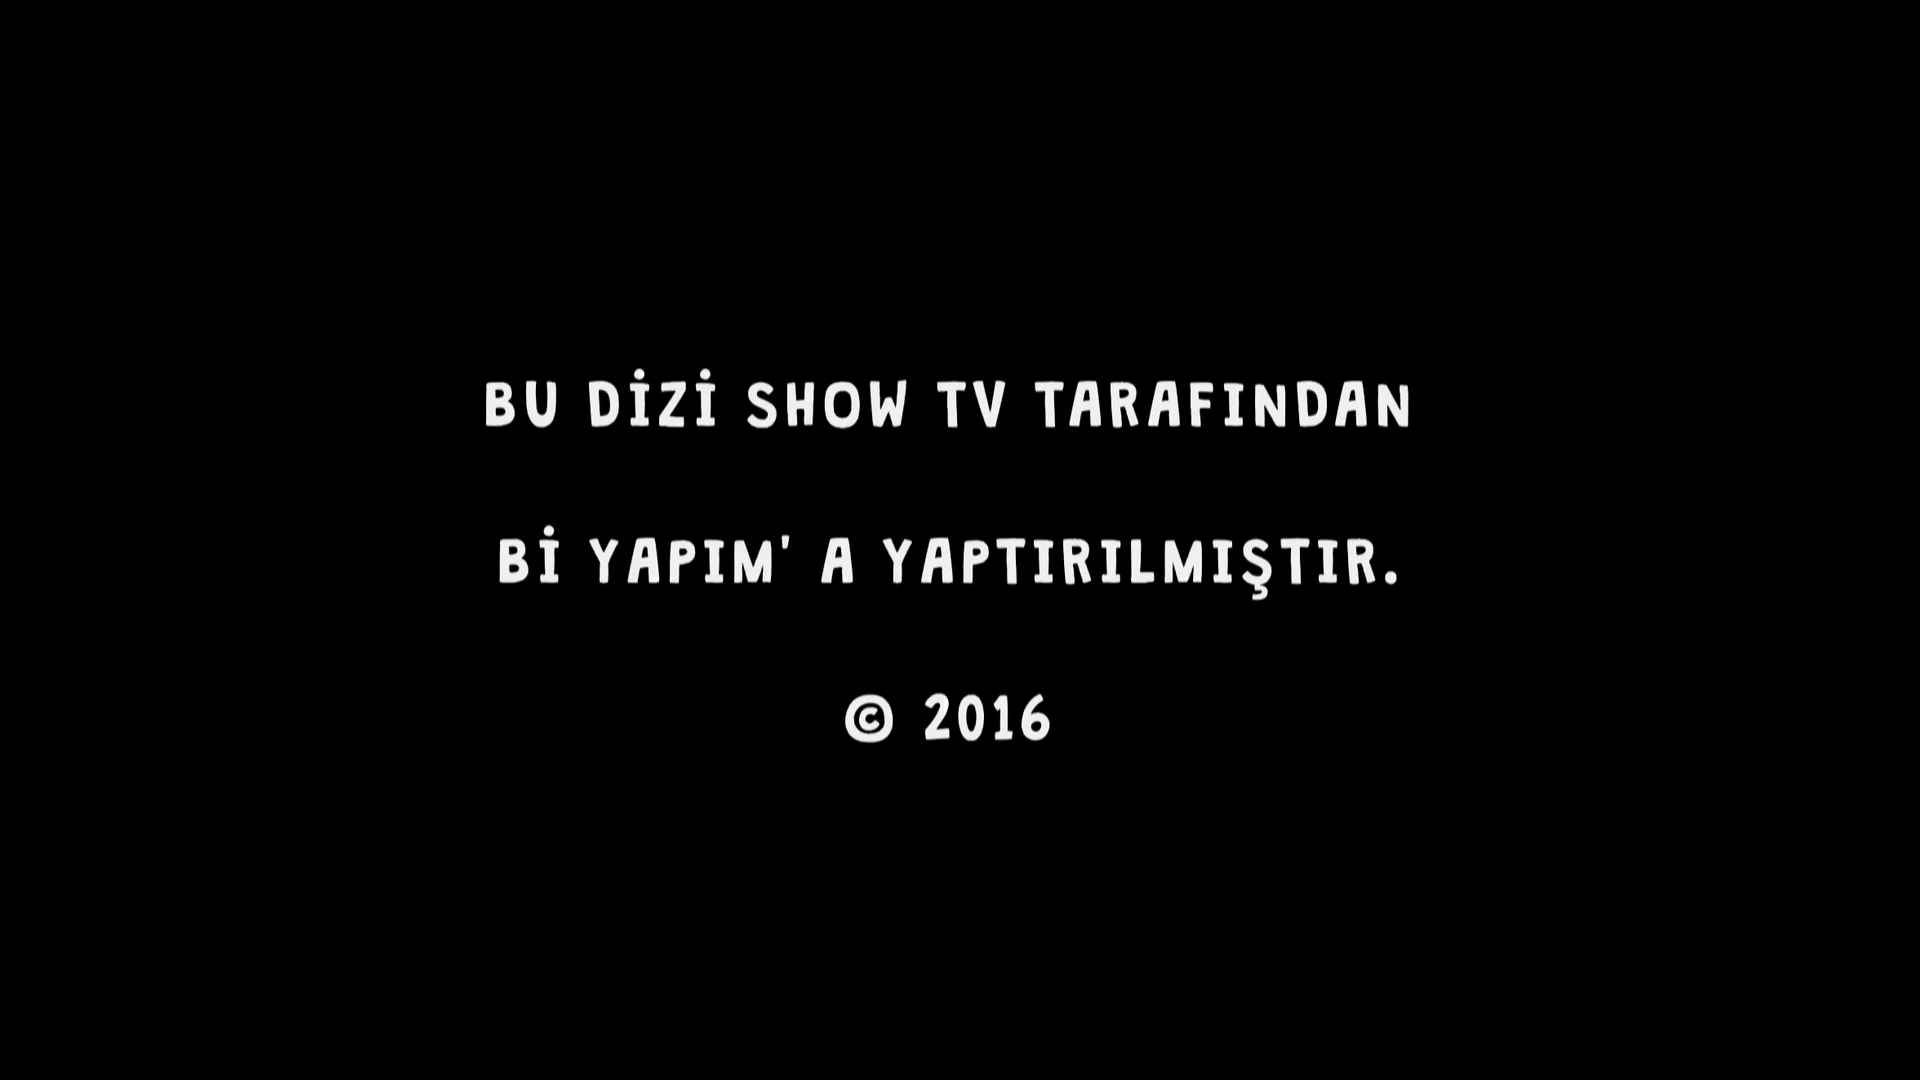 BU DİZİ SHOW TV TARAFINDAN
Bİ YAPIM' A YAPTIRILMIŞTIR.
© 2016